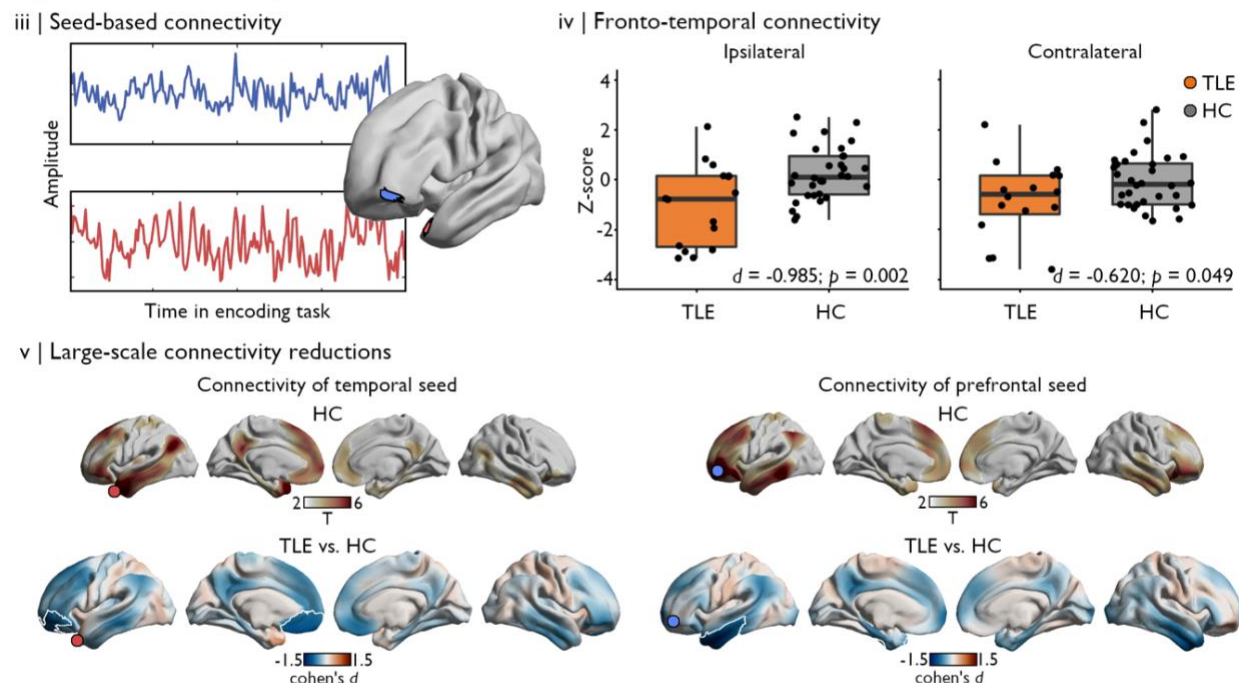 iii | Seed-based connectivity
Amplitude
Time in encoding task
iv | Fronto-temporal connectivity
Ipsilateral
Contralateral
TLE
HC
Z-score
4
2
0
-2
-4
d = -0.985; p = 0.002
d = -0.620; p = 0.049
TLE HC TLE HC
v | Large-scale connectivity reductions
Connectivity of temporal seed
HC
2 6
T
TLE vs. HC
-1.5 1.5
cohen's d
Connectivity of prefrontal seed
HC
2 6
T
TLE vs. HC
-1.5 1.5
cohen's d